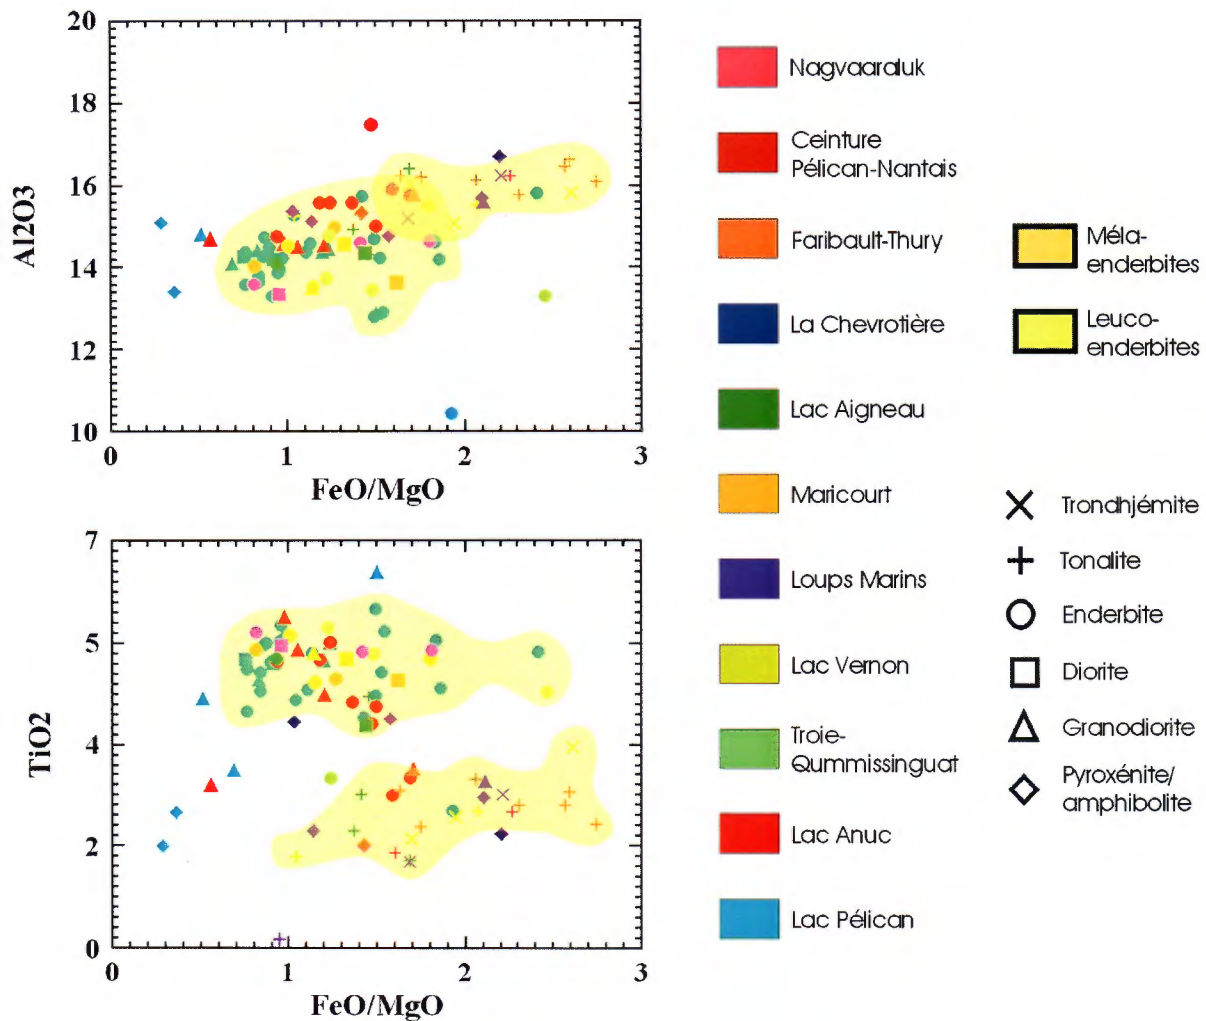 20
18
16
14
12
10
Al2O3
0 1 2 3
FeO/MgO
7
6
5
4
2
0
TiO2
0 1 2 3
FeO/MgO
Nagvaaraluk
Ceinture
Pélican-Nantais
Faribault-Thury
La Chevrotière
Lac Aigneau
Maricourt
Loups Marins
Lac Vernon
Troie-
Qummissinguat
Lac Anuc
Lac Pélican
Méla-
enderbites
Leuco-
enderbites
Trondhjémite
Tonalite
Enderbite
Diorite
Granodiorite
Pyroxénite/
amphibolite